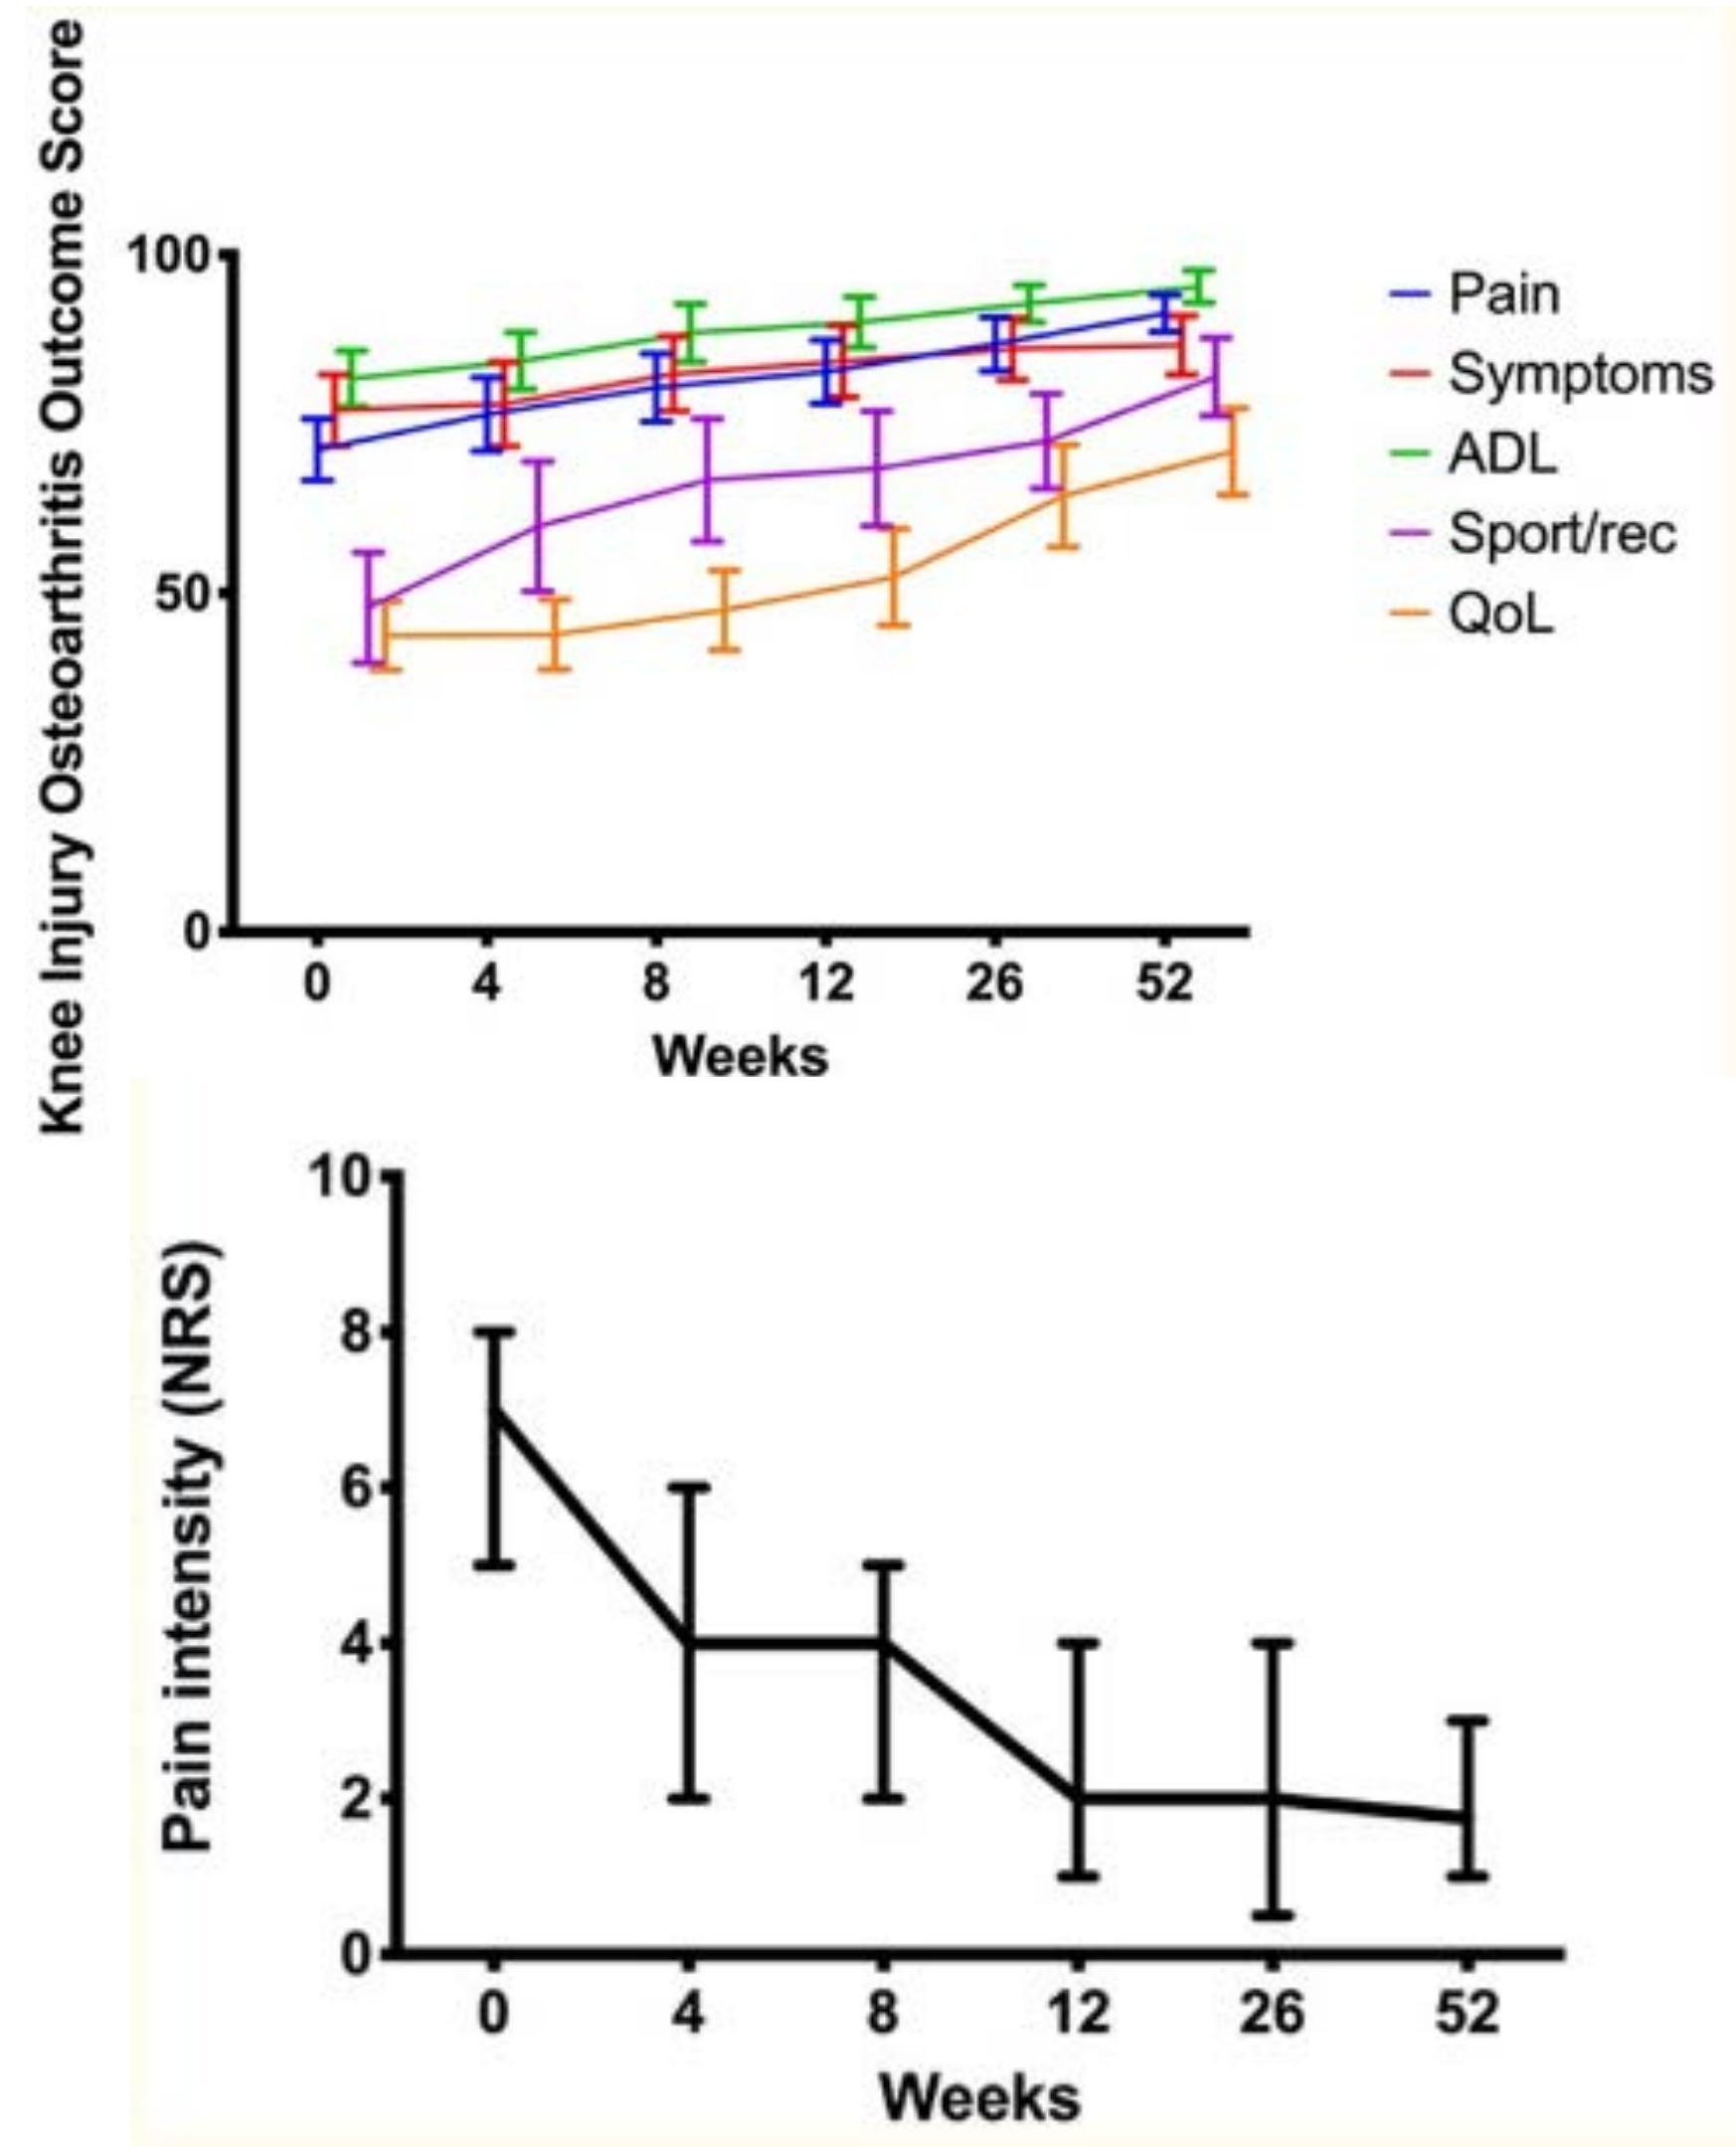 Knee Injury Osteoarthritis Outcome Score
100
50
0
0 4 8 12 26 52
Weeks
Pain
Symptoms
ADL
Sport/rec
QoL
Pain intensity (NRS)
10
8
6
4
2
0
0 4 8 12 26 52
Weeks